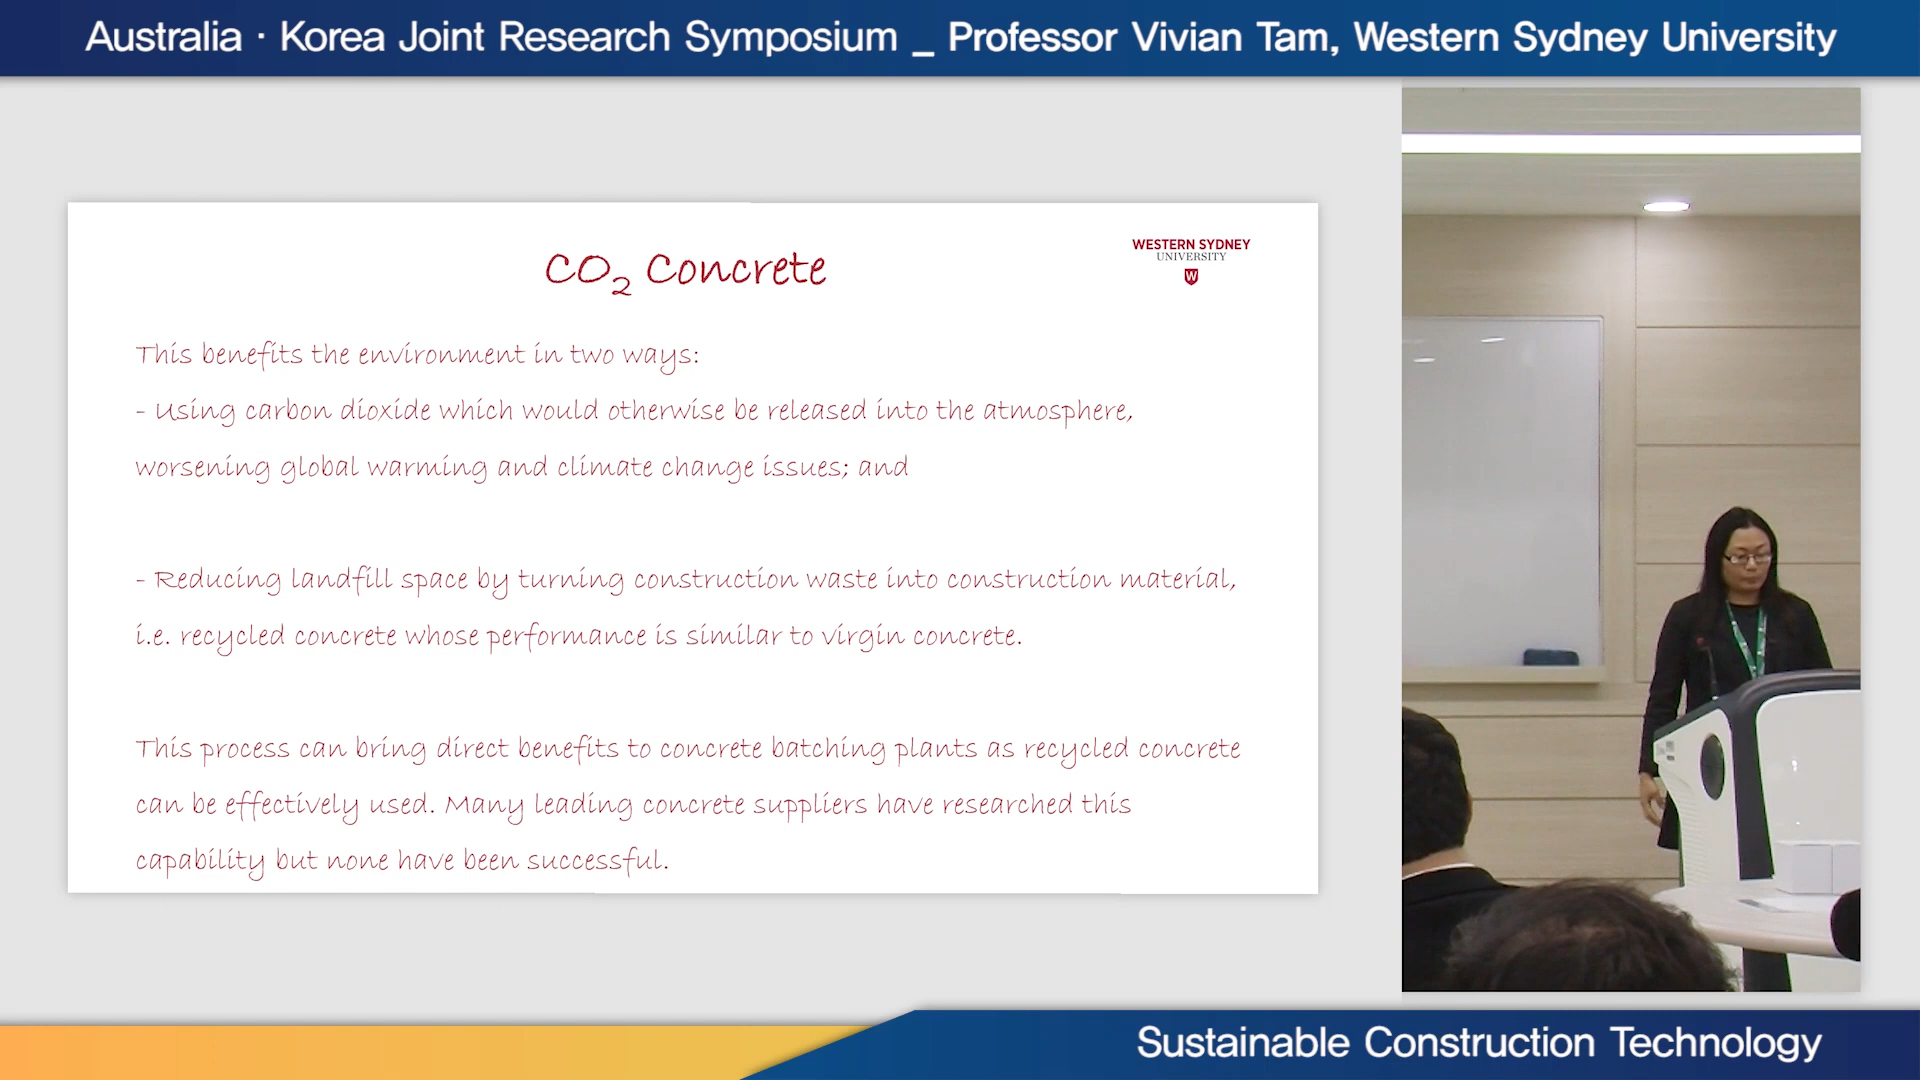 Australia · Korea Joint Research Symposium _ Professor Vivian Tam, Western Sydney University
CO₂ Concrete
WESTERN SYDNEY
UNIVERSITY
W
This benefits the environment in two ways:
- Using carbon dioxide which would otherwise be released into the atmosphere,
worsening global warming and climate change issues; and
- Reducing landfill space by turning construction waste into construction material,
i.e. recycled concrete whose performance is similar to virgin concrete.
This process can bring direct benefits to concrete batching plants as recycled concrete
can be effectively used. Many leading concrete suppliers have researched this
capability but none have been successful.
Sustainable Construction Technology